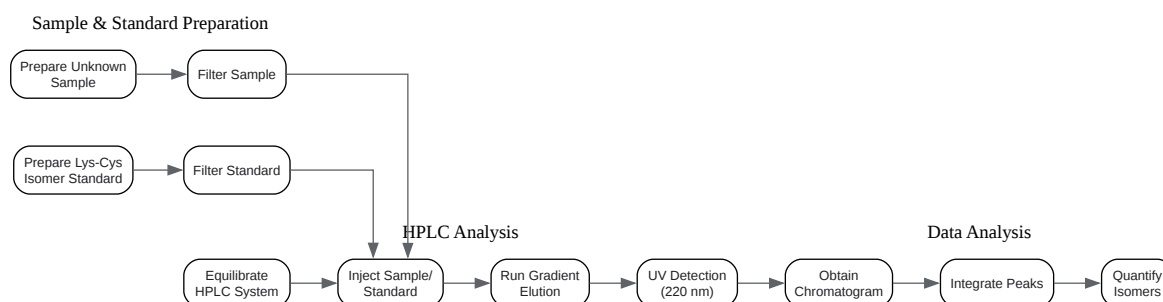 Sample & Standard Preparation
Prepare Unknown
Sample
Filter Sample
Prepare Lys-Cys
Isomer Standard
Filter Standard
HPLC Analysis
Data Analysis
Equilibrate
HPLC System
Inject Sample/
Standard
Run Gradient
Elution
UV Detection
(220 nm)
Obtain
Chromatogram
Integrate Peaks
Quantify
Isomers